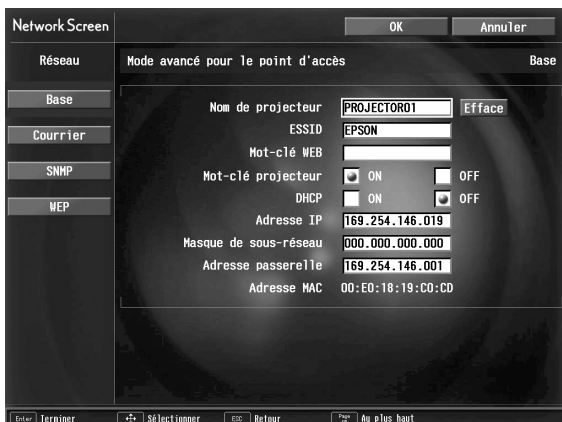 Network Screen
OK Annuler
Réseau
Mode avancé pour le point d'accès Base
Base
Courrier
SNMP
WEP
Nom de projecteur PROJECTOR01 Efface
ESSID EPSON
Mot-clé WEB
Mot-clé projecteur ON OFF
DHCP ON OFF
Adresse IP 169.254.146.019
Masque de sous-réseau 000.000.000.000
Adresse passerelle 169.254.146.001
Adresse MAC 00:E0:18:19:C0:CD
Enter Terminer Sélectionner ESC Retour Page up Au plus haut